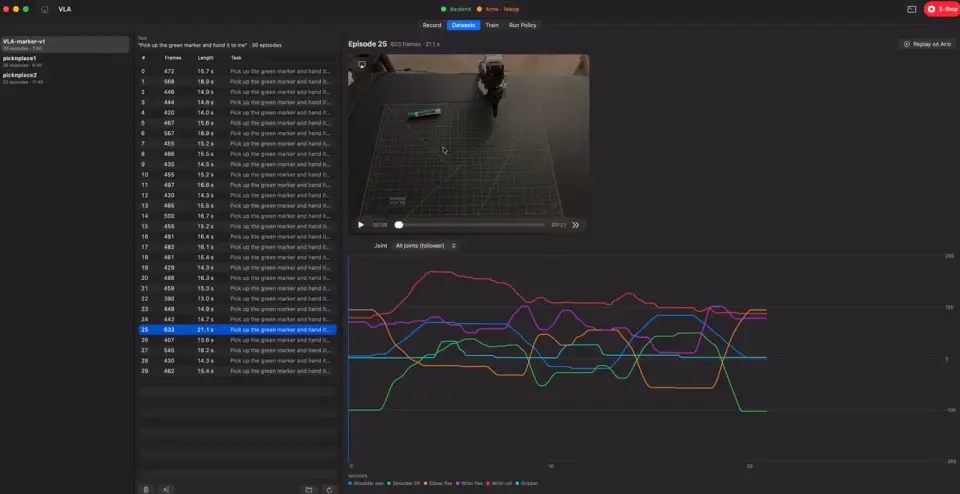 VLA
Backend
Arms · Teleop
E-Stop
Record
Datasets
Train
Run Policy
VLA-marker-v1
picknplace1
picknplace2
Task
"Pick up the green marker and hand it to me" · 30 episodes
# Frames Length Task
0 472 15.7 s Pick up the green marker and hand it...
1 568 18.9 s Pick up the green marker and hand it...
2 446 14.9 s Pick up the green marker and hand it...
3 444 14.8 s Pick up the green marker and hand it...
4 420 14.0 s Pick up the green marker and hand it...
5 467 15.6 s Pick up the green marker and hand it...
6 567 18.9 s Pick up the green marker and hand it...
7 455 15.2 s Pick up the green marker and hand it...
8 466 15.5 s Pick up the green marker and hand it...
9 435 14.5 s Pick up the green marker and hand it...
10 455 15.2 s Pick up the green marker and hand it...
11 497 16.6 s Pick up the green marker and hand it...
12 430 14.3 s Pick up the green marker and hand it...
13 465 15.5 s Pick up the green marker and hand it...
14 500 16.7 s Pick up the green marker and hand it...
15 455 15.2 s Pick up the green marker and hand it...
16 491 16.4 s Pick up the green marker and hand it...
17 482 16.1 s Pick up the green marker and hand it...
18 461 15.4 s Pick up the green marker and hand it...
19 429 14.3 s Pick up the green marker and hand it...
20 488 16.3 s Pick up the green marker and hand it...
21 459 15.3 s Pick up the green marker and hand it...
22 390 13.0 s Pick up the green marker and hand it...
23 448 14.9 s Pick up the green marker and hand it...
24 442 14.7 s Pick up the green marker and hand it...
25 633 21.1 s Pick up the green marker and hand it...
26 407 13.6 s Pick up the green marker and hand it...
27 545 18.2 s Pick up the green marker and hand it...
28 430 14.3 s Pick up the green marker and hand it...
29 462 15.4 s Pick up the green marker and hand it...
Episode 25 633 frames · 21.1 s
Replay on Arm
00:00
00:21
Joint All joints (follower)
200
100
0
-100
-200
0 10 20
seconds
Shoulder pan Shoulder lift Elbow flex Wrist flex Wrist roll Gripper